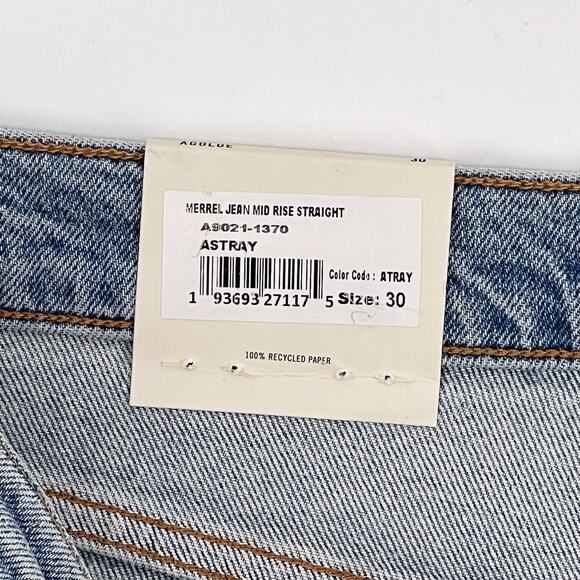 AGOLDE 30
MERREL JEAN MID RISE STRAIGHT
A9021-1370
ASTRAY
Color Code : ATRAY
1 93693 27117 5 Size: 30
100% RECYCLED PAPER